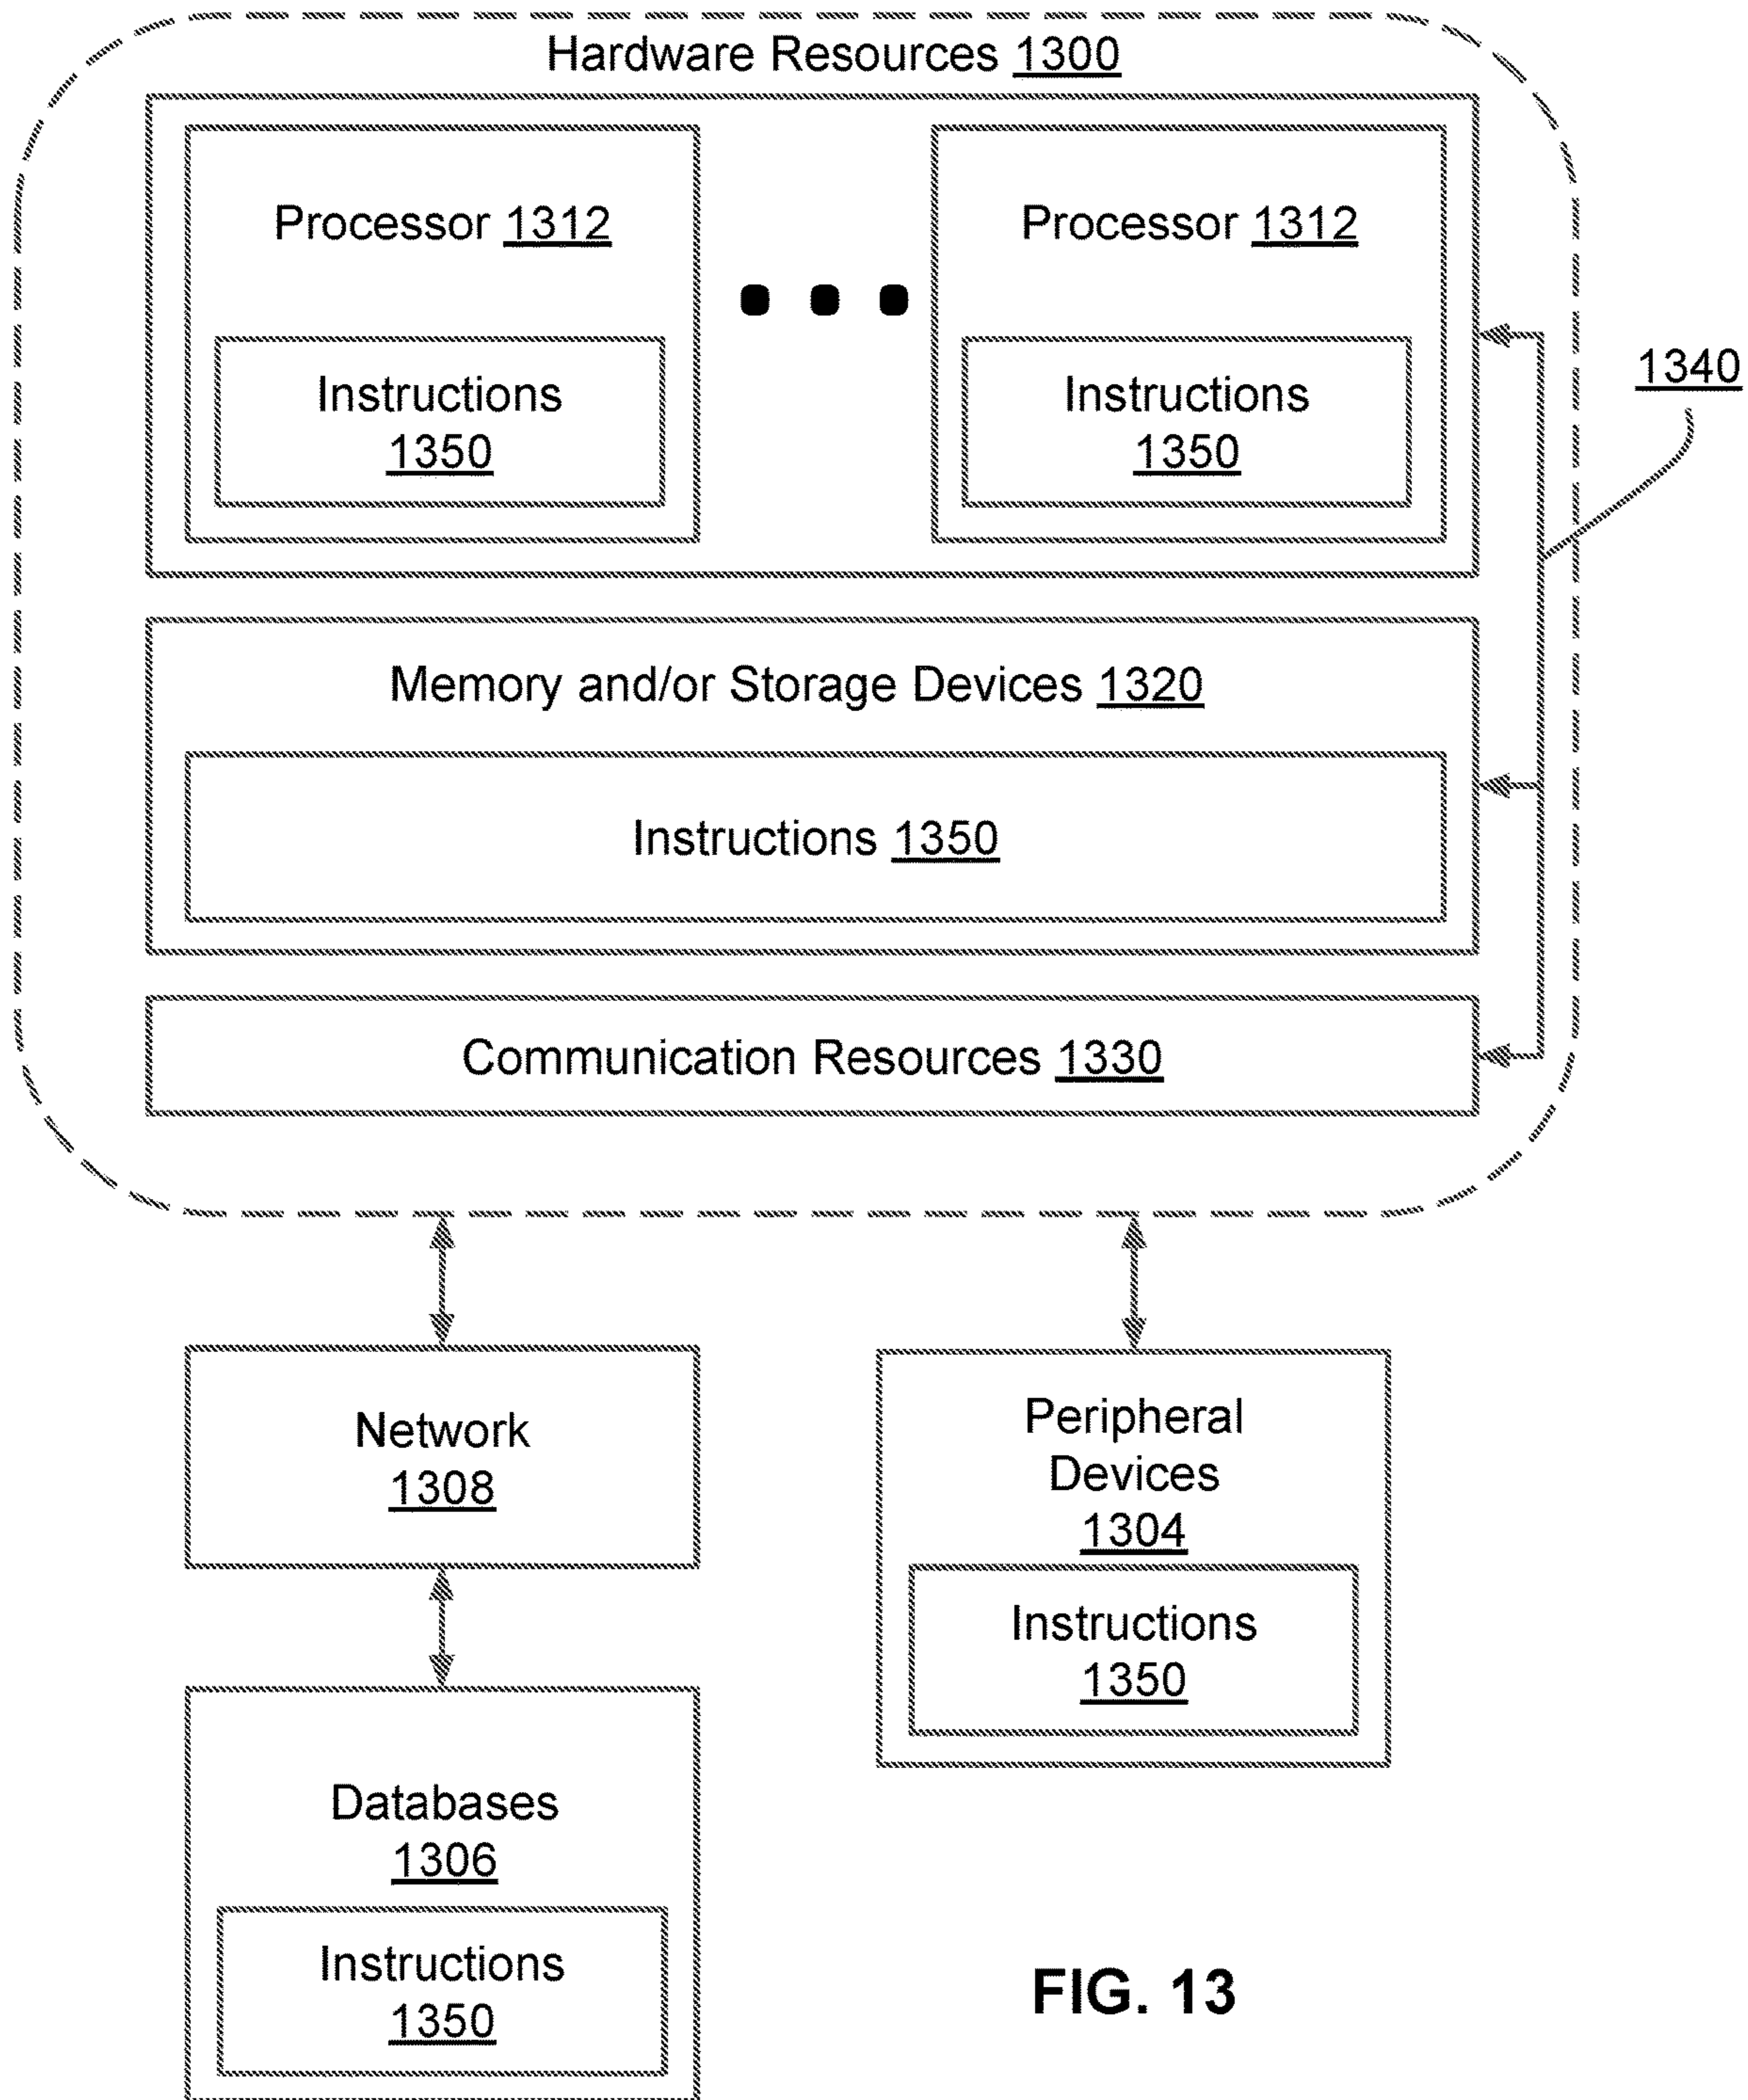 Hardware Resources 1300
Processor 1312
Instructions
1350
Processor 1312
Instructions
1350
1340
Memory and/or Storage Devices 1320
Instructions 1350
Communication Resources 1330
Network
1308
Peripheral
Devices
1304
Instructions
1350
Databases
1306
Instructions
1350
FIG. 13